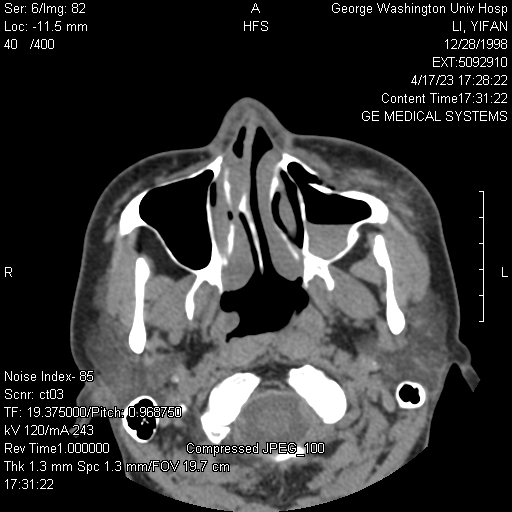 Ser: 6/Img: 82
Loc: -11.5 mm
40 /400
A
HFS
George Washington Univ Hosp
LI, YIFAN
12/28/1998
EXT:5092910
4/17/23 17:28:22
Content Time17:31:22
GE MEDICAL SYSTEMS
R
L
Noise Index- 85
Scnr: ct03
TF: 19.375000/Pitch: 0.968750
kV 120/mA 243
Rev Time1.000000
Compressed JPEG_100
Thk 1.3 mm Spc 1.3 mm/FOV 19.7 cm
17:31:22